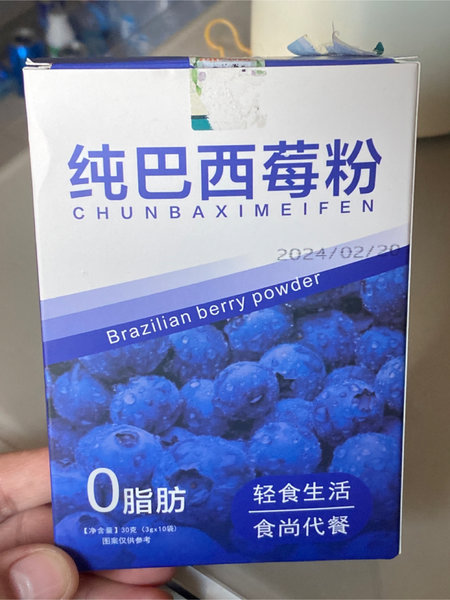 纯巴西莓粉
CHUNBAXIMEIFEN
2024/02/28
Brazilian berry powder
0脂肪
【净含量】30克（3g×10袋）
图案仅供参考
轻食生活
食尚代餐